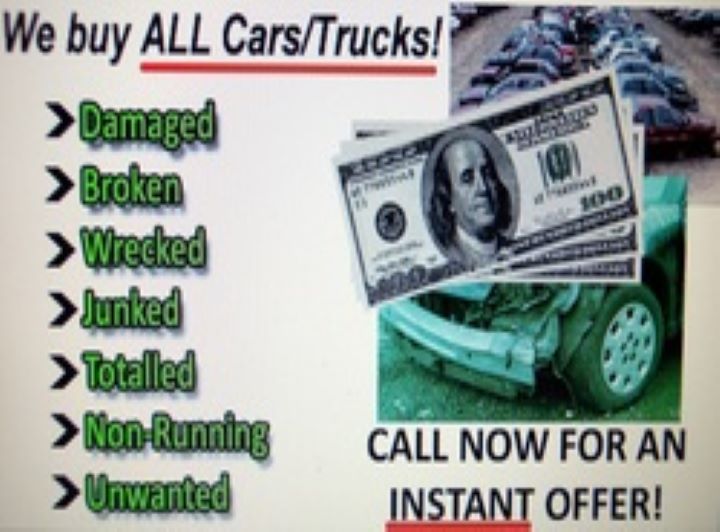 We buy ALL Cars/Trucks!
Damaged
Broken
Wrecked
Junked
Totalled
Non-Running
Unwanted
100
CALL NOW FOR AN
INSTANT OFFER!